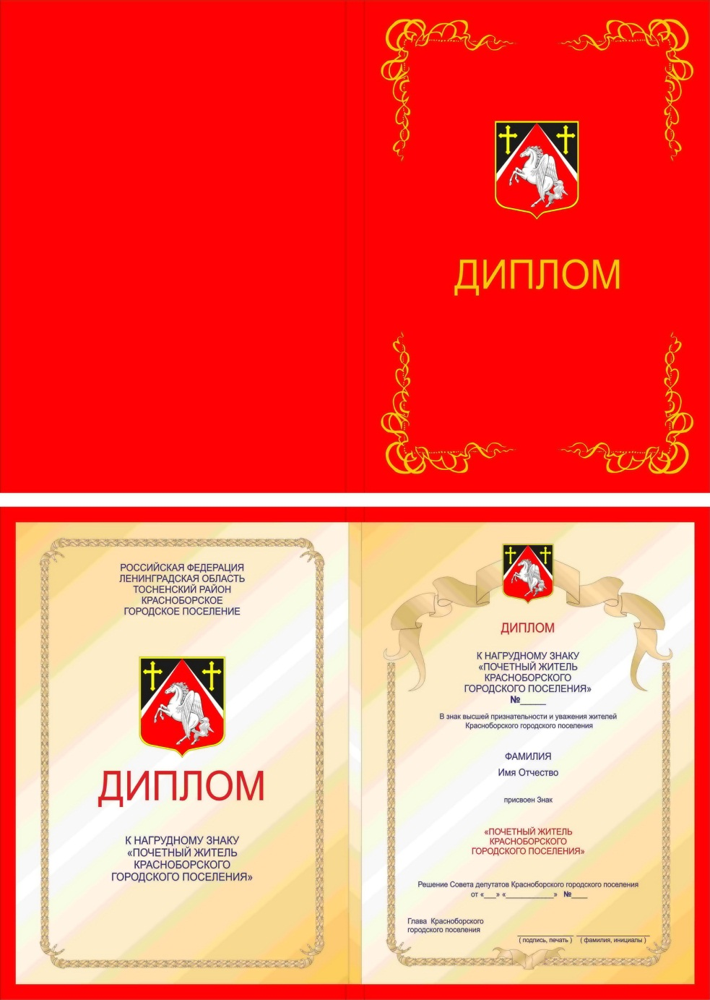 ДИПЛОМ
РОССИЙСКАЯ ФЕДЕРАЦИЯ
ЛЕНИНГРАДСКАЯ ОБЛАСТЬ
ТОСНЕНСКИЙ РАЙОН
КРАСНОБОРСКОЕ
ГОРОДСКОЕ ПОСЕЛЕНИЕ
ДИПЛОМ
К НАГРУДНОМУ ЗНАКУ
«ПОЧЕТНЫЙ ЖИТЕЛЬ
КРАСНОБОРСКОГО
ГОРОДСКОГО ПОСЕЛЕНИЯ»
ДИПЛОМ
К НАГРУДНОМУ ЗНАКУ
«ПОЧЕТНЫЙ ЖИТЕЛЬ
КРАСНОБОРСКОГО
ГОРОДСКОГО ПОСЕЛЕНИЯ»
№_____
В знак высшей признательности и уважения жителей
Красноборского городского поселения
ФАМИЛИЯ
Имя Отчество
присвоен Знак
«ПОЧЕТНЫЙ ЖИТЕЛЬ
КРАСНОБОРСКОГО
ГОРОДСКОГО ПОСЕЛЕНИЯ»
Решение Совета депутатов Красноборского городского поселения
от «___» «____________» №____
Глава Красноборского
городского поселения
( подпись, печать ) ( фамилия, инициалы )